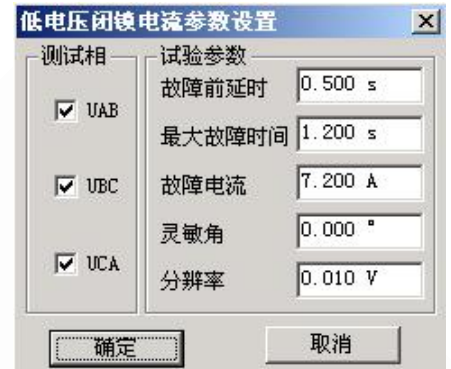 低电压闭锁电流参数设置
测试相
试验参数
UAB
UBC
UCA
故障前延时 0.500 s
最大故障时间 1.200 s
故障电流 7.200 A
灵敏角 0.000 °
分辨率 0.010 V
确定 取消